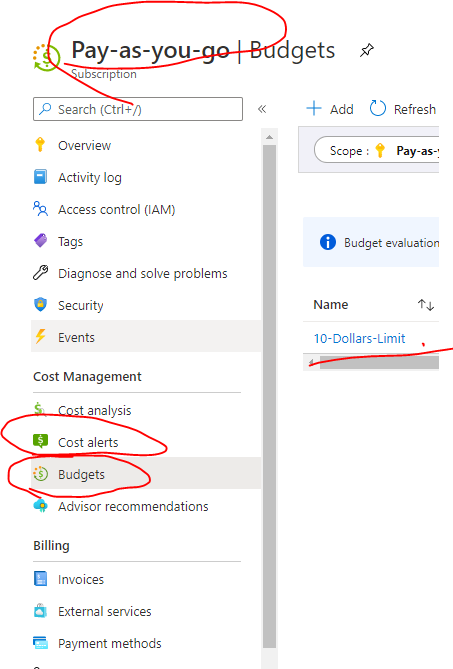 Pay-as-you-go | Budgets
Subscription
Search (Ctrl+/)
«
Add
Refresh
Overview
Activity log
Access control (IAM)
Tags
Diagnose and solve problems
Security
Events
Cost Management
Cost analysis
Cost alerts
Budgets
Advisor recommendations
Billing
Invoices
External services
Payment methods
Scope : Pay-as-
Budget evaluation
Name ↑↓
10-Dollars-Limit